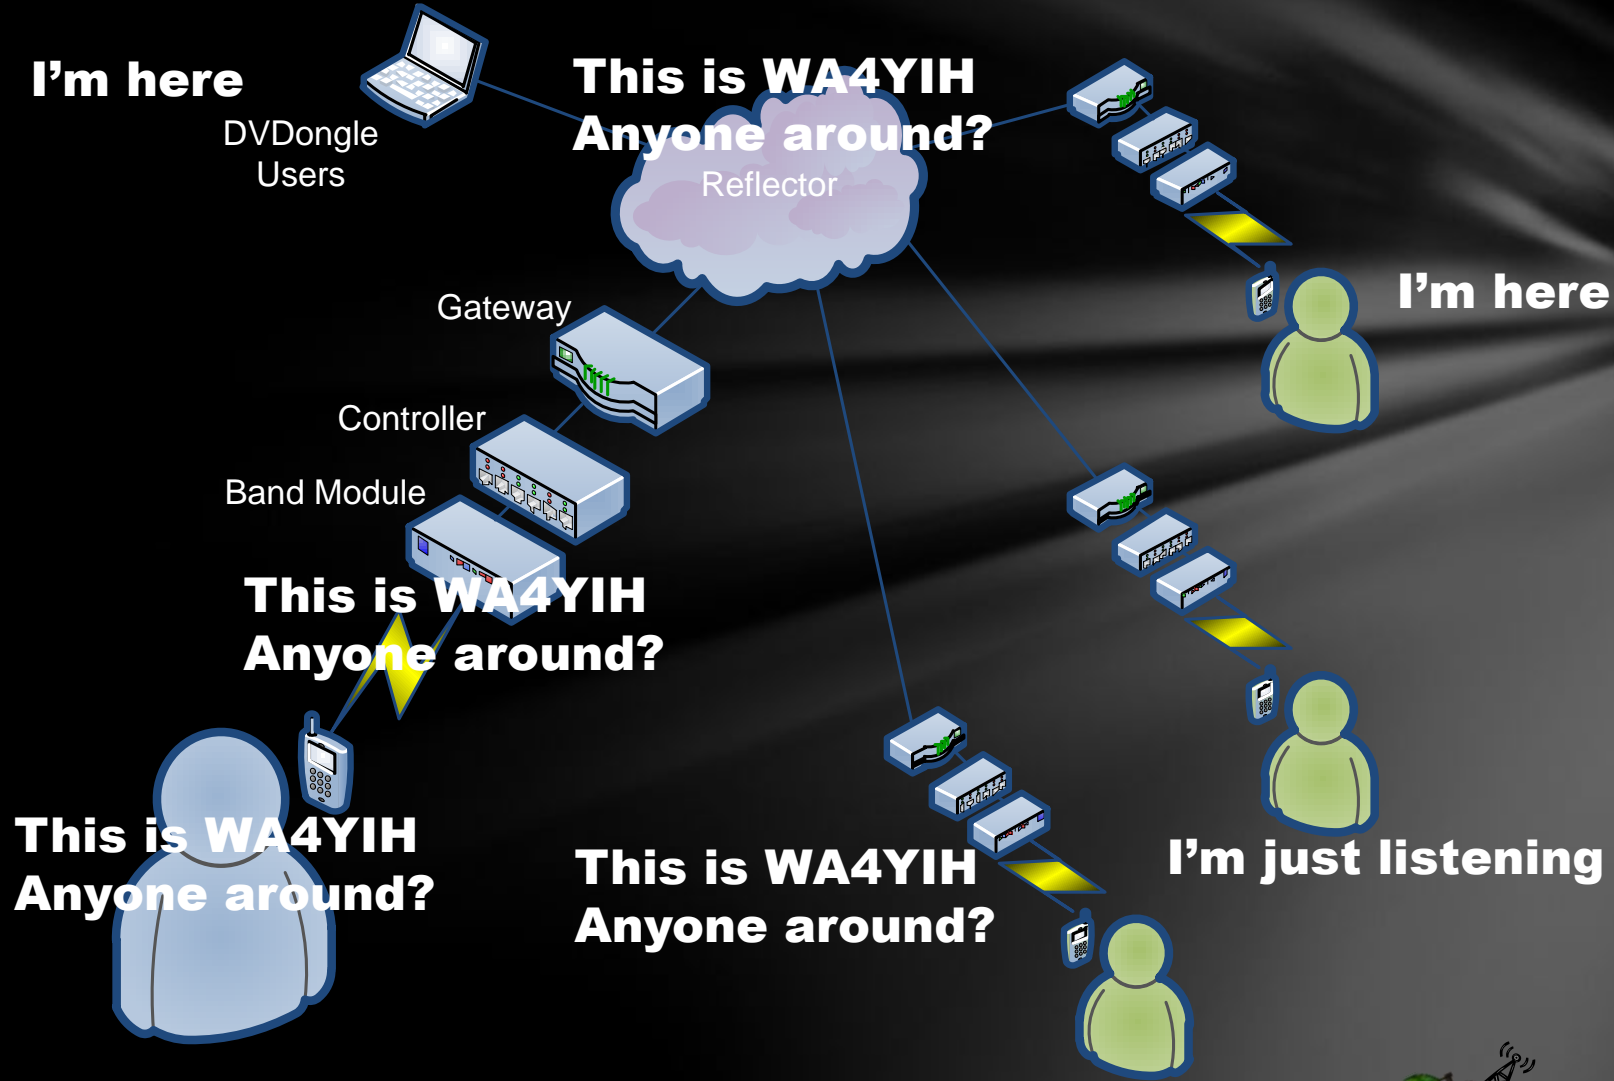 I'm here
DVDongle
Users
This is WA4YIH
Anyone around?
Reflector
Gateway
I'm here
Controller
Band Module
This is WA4YIH
Anyone around?
This is WA4YIH
Anyone around?
This is WA4YIH
Anyone around?
I'm just listening